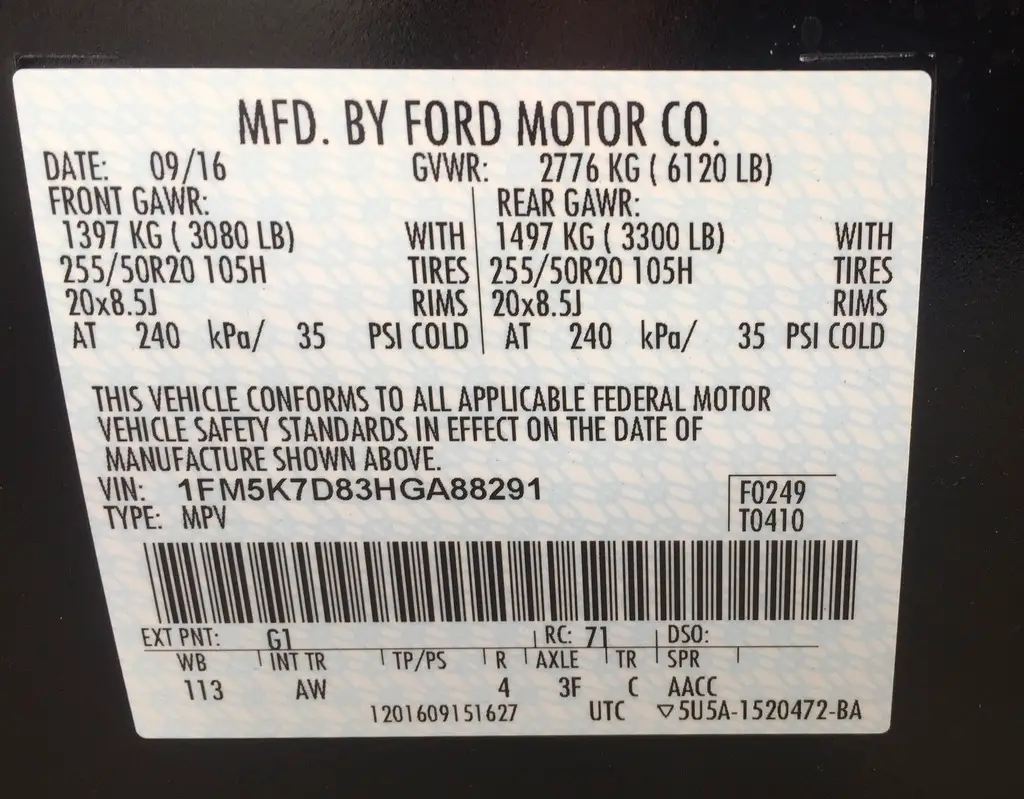 MFD. BY FORD MOTOR CO.
DATE: 09/16 GVWR: 2776 KG ( 6120 LB)
FRONT GAWR: REAR GAWR:
1397 KG ( 3080 LB) WITH 1497 KG ( 3300 LB) WITH
255/50R20 105H TIRES 255/50R20 105H TIRES
20x8.5J RIMS 20x8.5J RIMS
AT 240 kPa/ 35 PSI COLD AT 240 kPa/ 35 PSI COLD
THIS VEHICLE CONFORMS TO ALL APPLICABLE FEDERAL MOTOR
VEHICLE SAFETY STANDARDS IN EFFECT ON THE DATE OF
MANUFACTURE SHOWN ABOVE.
VIN: 1FM5K7D83HGA88291 F0249
TYPE: MPV T0410
EXT PNT: G1 RC: 71 DSO:
WB INT TR TP/PS R AXLE TR SPR
113 AW 4 3F C AACC
1201609151627 UTC ▽5U5A-1520472-BA